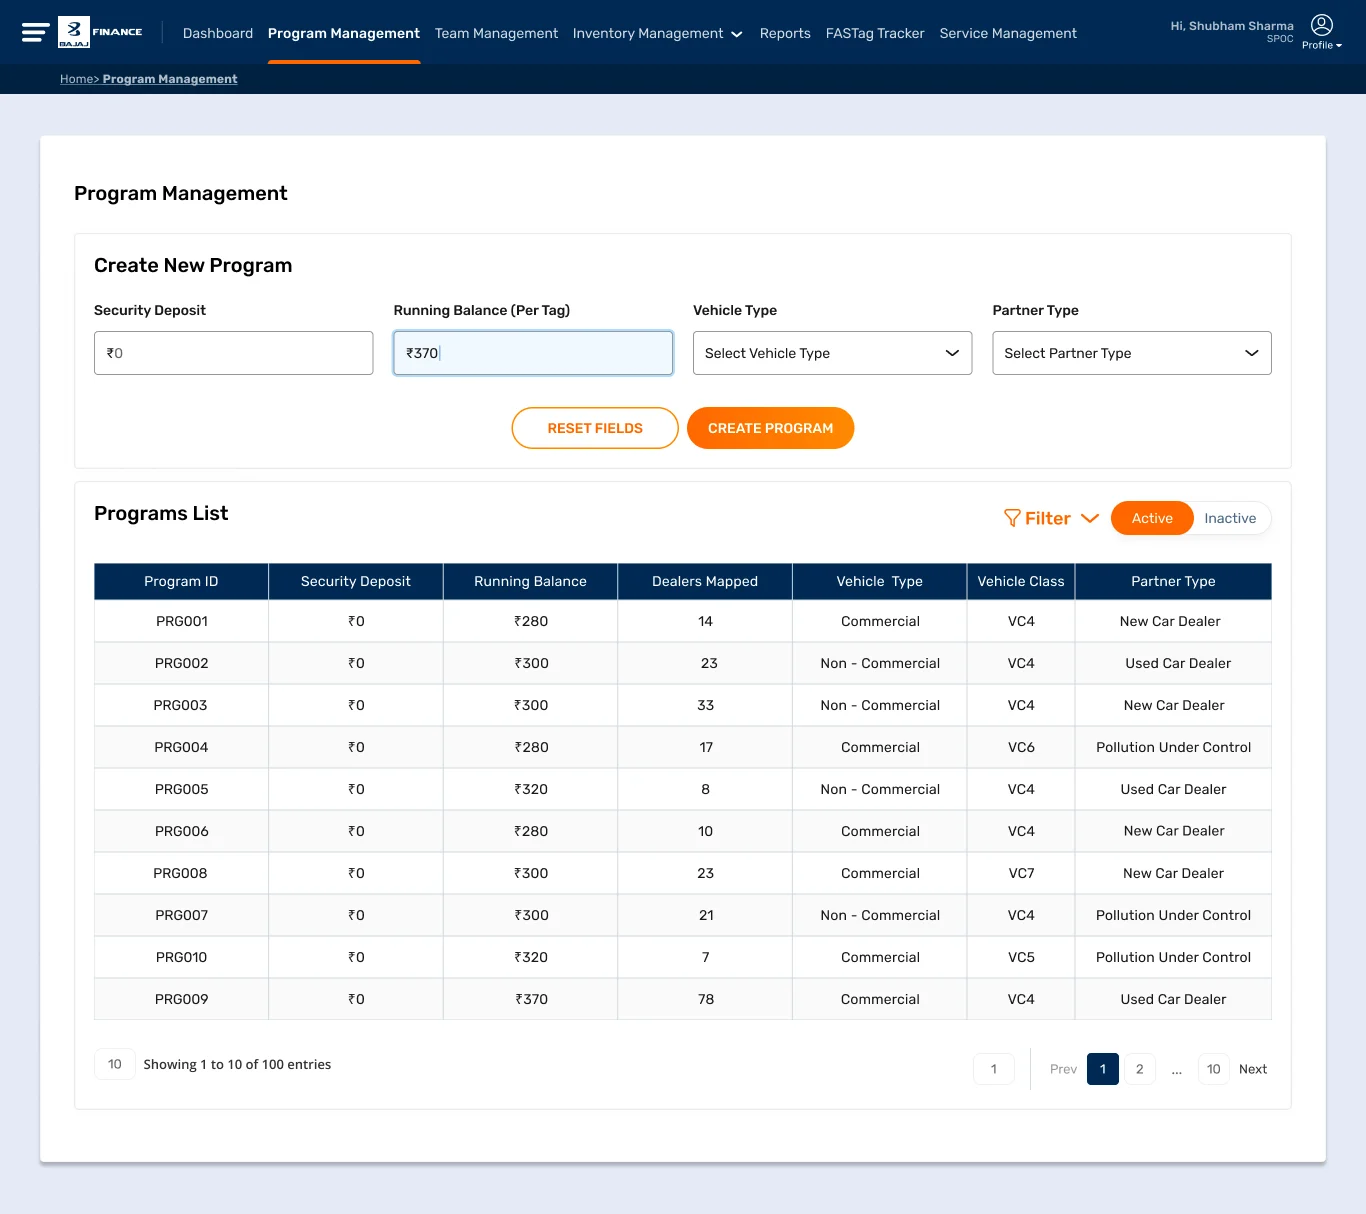 BAJAJ FINANCE Dashboard Program Management Team Management Inventory Management Reports FASTag Tracker Service Management Hi, Shubham Sharma
SPOC
Profile
Home> Program Management
Program Management
Create New Program
Security Deposit Running Balance (Per Tag) Vehicle Type Partner Type
₹0 ₹370 Select Vehicle Type Select Partner Type
RESET FIELDS CREATE PROGRAM
Programs List Filter Active Inactive
Program ID Security Deposit Running Balance Dealers Mapped Vehicle Type Vehicle Class Partner Type
PRG001 ₹0 ₹280 14 Commercial VC4 New Car Dealer
PRG002 ₹0 ₹300 23 Non - Commercial VC4 Used Car Dealer
PRG003 ₹0 ₹300 33 Non - Commercial VC4 New Car Dealer
PRG004 ₹0 ₹280 17 Commercial VC6 Pollution Under Control
PRG005 ₹0 ₹320 8 Non - Commercial VC4 Used Car Dealer
PRG006 ₹0 ₹280 10 Commercial VC4 New Car Dealer
PRG008 ₹0 ₹300 23 Commercial VC7 New Car Dealer
PRG007 ₹0 ₹300 21 Non - Commercial VC4 Pollution Under Control
PRG010 ₹0 ₹320 7 Commercial VC5 Pollution Under Control
PRG009 ₹0 ₹370 78 Commercial VC4 Used Car Dealer
10 Showing 1 to 10 of 100 entries 1 Prev 1 2 ... 10 Next